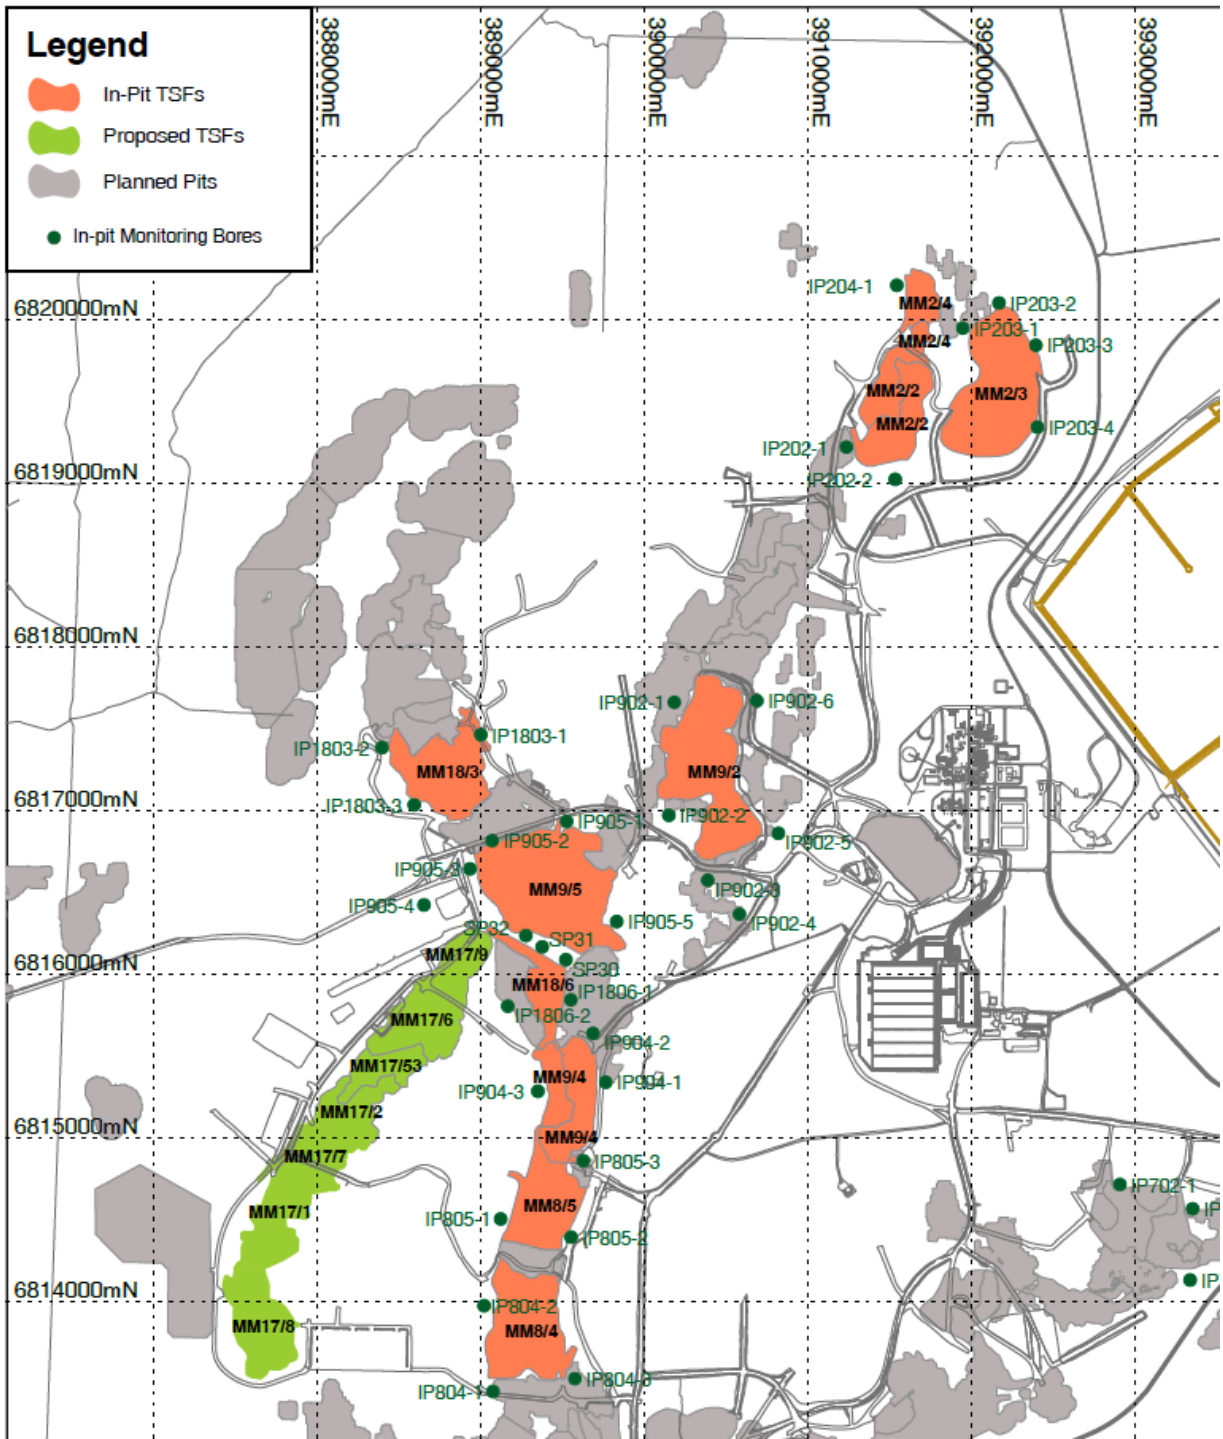 Legend
In-Pit TSFs
Proposed TSFs
Planned Pits
In-pit Monitoring Bores
388000mE
389000mE
390000mE
391000mE
392000mE
393000mE
6820000mN
6819000mN
6818000mN
6817000mN
6816000mN
6815000mN
6814000mN
IP204-1
MM2/4
IP203-2
IP203-1
MM2/4
IP203-3
MM2/2
MM2/3
MM2/2
IP203-4
IP202-1
IP202-2
IP902-1
IP902-6
IP1803-1
IP1803-2
MM18/3
MM9/2
IP1803-3
IP905-1
IP902-2
IP905-2
IP902-5
IP905-3
MM9/5
IP902-3
IP905-4
IP905-5
IP902-4
SP32
SP31
MM17/9
SP30
MM18/6
IP1806-1
IP1806-2
MM17/6
IP904-2
MM17/53
MM9/4
IP904-1
IP904-3
MM17/2
MM9/4
MM17/7
IP805-3
IP702-1
MM17/1
MM8/5
IP
IP805-1
IP805-2
IP
IP804-2
MM17/8
MM8/4
IP804-3
IP804-1